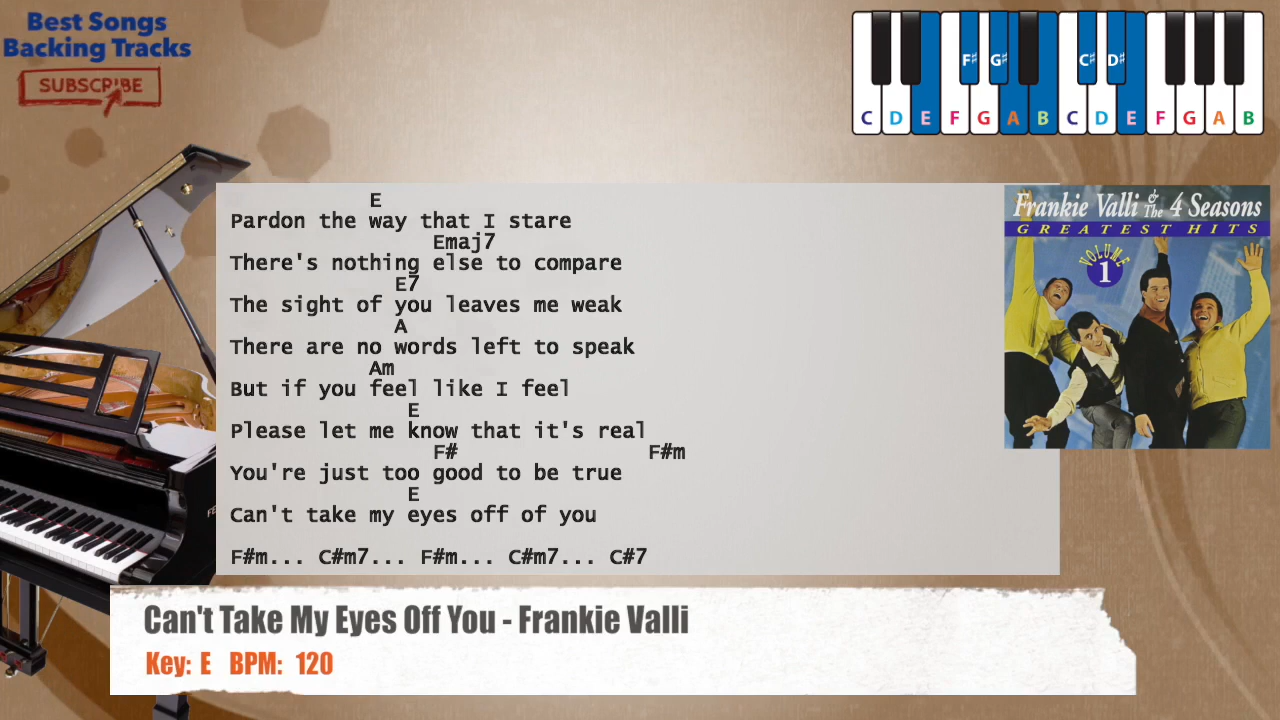 Best Songs
Backing Tracks
SUBSCRIBE
F♯ G♯ C♯ D♯
C D E F G A B C D E F G A B
E
Pardon the way that I stare
Emaj7
There's nothing else to compare
E7
The sight of you leaves me weak
A
There are no words left to speak
Am
But if you feel like I feel
E
Please let me know that it's real
F# F#m
You're just too good to be true
E
Can't take my eyes off of you
F#m... C#m7... F#m... C#m7... C#7
Frankie Valli & The 4 Seasons
GREATEST HITS
VOLUME
1
Can't Take My Eyes Off You - Frankie Valli
Key: E BPM: 120